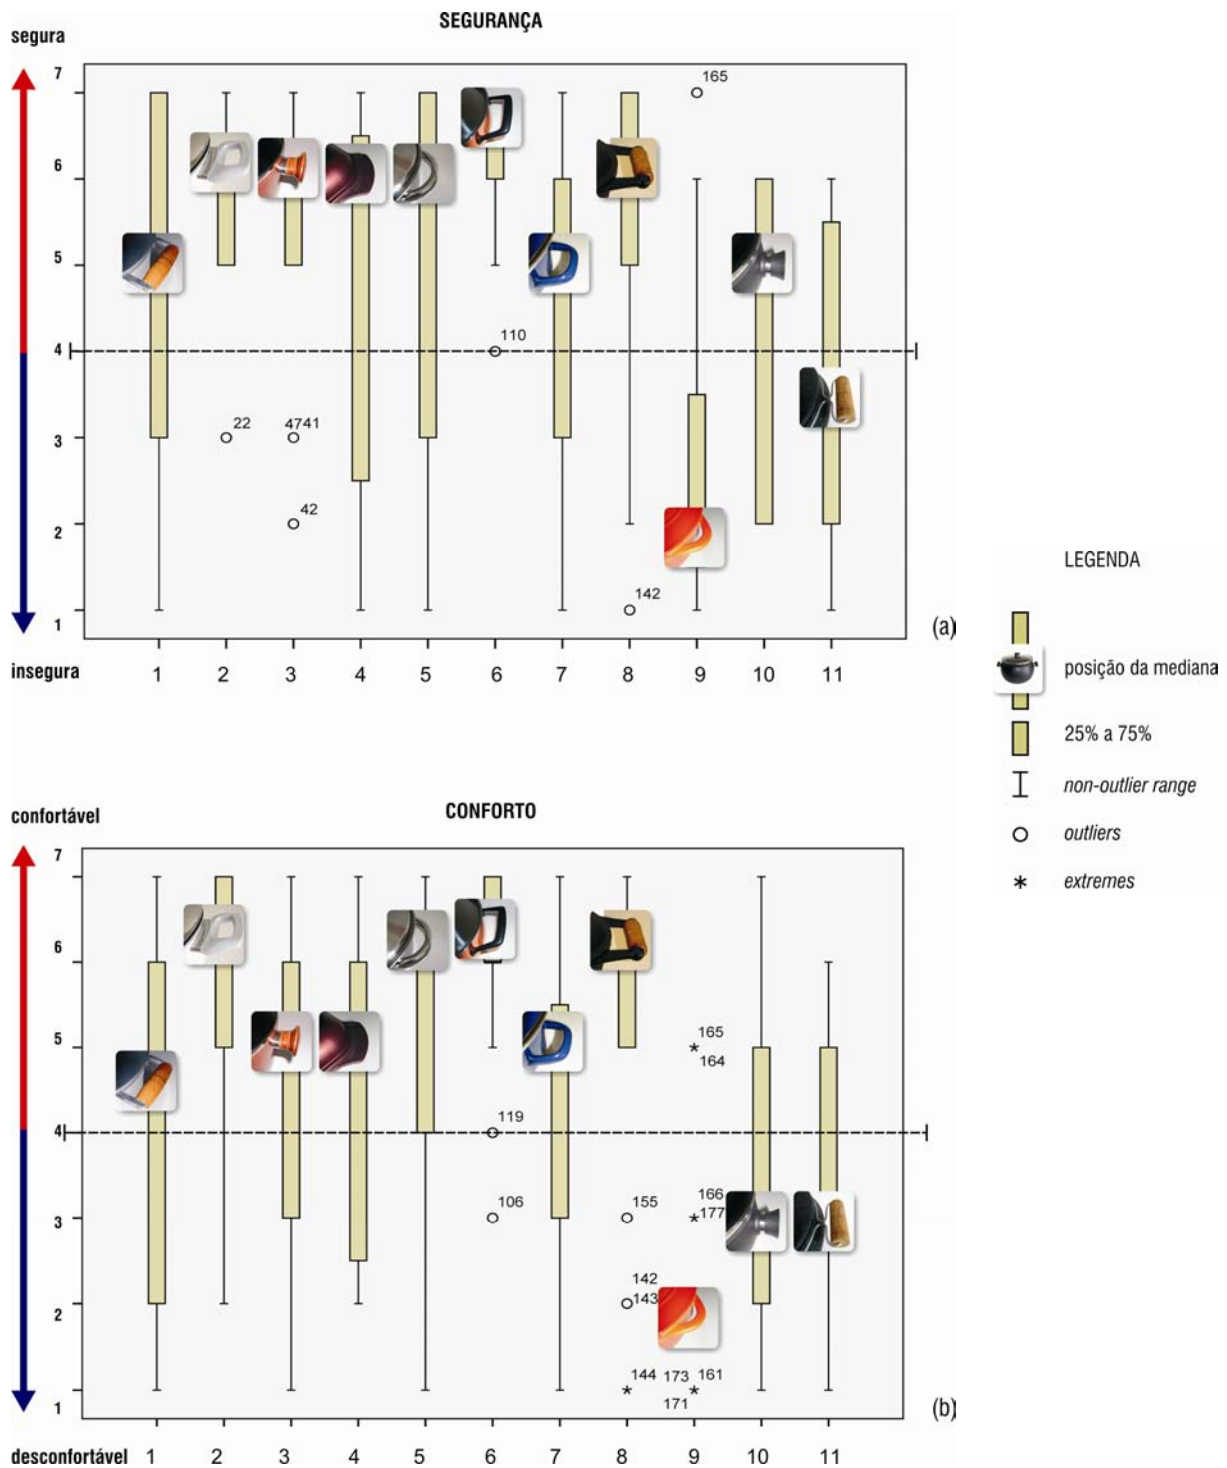 SEGURANÇA
segura
7
165
6
5
4
110
22
4741
3
42
2
142
1
(a)
insegura 1 2 3 4 5 6 7 8 9 10 11
LEGENDA
posição da mediana
25% a 75%
non-outlier range
outliers
extremes
CONFORTO
confortável
7
6
5
165
164
4
119
106
155
166
177
3
142
143
2
144 173 161
171
1
(b)
desconfortável 1 2 3 4 5 6 7 8 9 10 11